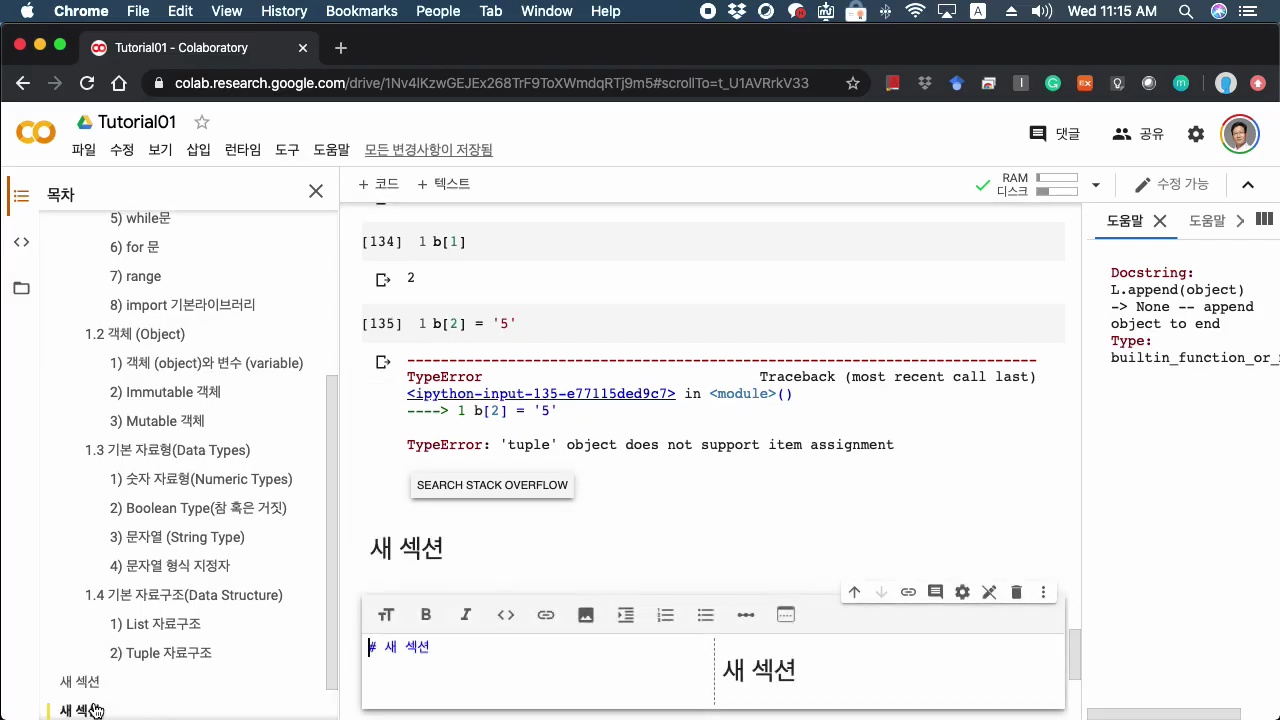 Chrome File Edit View History Bookmarks People Tab Window Help A Wed 11:15 AM
Tutorial01 - Colaboratory
colab.research.google.com/drive/1Nv4lKzwGEJEx268TrF9ToXWmdqRTj9m5#scrollTo=t_U1AVRrkV33
Tutorial01
댓글 공유
파일 수정 보기 삽입 런타임 도구 도움말 모든 변경사항이 저장됨
목차
5) while문
6) for 문
7) range
8) import 기본라이브러리
1.2 객체 (Object)
1) 객체 (object)와 변수 (variable)
2) Immutable 객체
3) Mutable 객체
1.3 기본 자료형(Data Types)
1) 숫자 자료형(Numeric Types)
2) Boolean Type(참 혹은 거짓)
3) 문자열 (String Type)
4) 문자열 형식 지정자
1.4 기본 자료구조(Data Structure)
1) List 자료구조
2) Tuple 자료구조
새 섹션
새 섹션
+ 코드 + 텍스트
RAM
디스크
수정 가능
[134] 1 b[1]
2
[135] 1 b[2] = '5'
TypeError Traceback (most recent call last)
<ipython-input-135-e77115ded9c7> in <module>()
----> 1 b[2] = '5'
TypeError: 'tuple' object does not support item assignment
SEARCH STACK OVERFLOW
새 섹션
# 새 섹션
새 섹션
도움말 도움말
Docstring:
L.append(object)
-> None -- append
object to end
Type:
builtin_function_or_